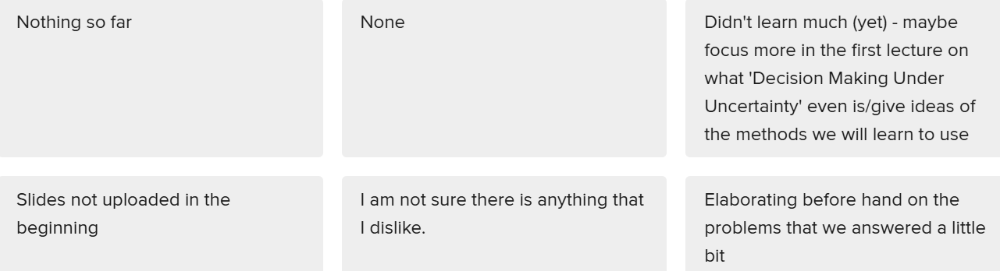 Nothing so far
None
Didn't learn much (yet) - maybe
focus more in the first lecture on
what 'Decision Making Under
Uncertainty' even is/give ideas of
the methods we will learn to use
Slides not uploaded in the
beginning
I am not sure there is anything that
I dislike.
Elaborating before hand on the
problems that we answered a little
bit